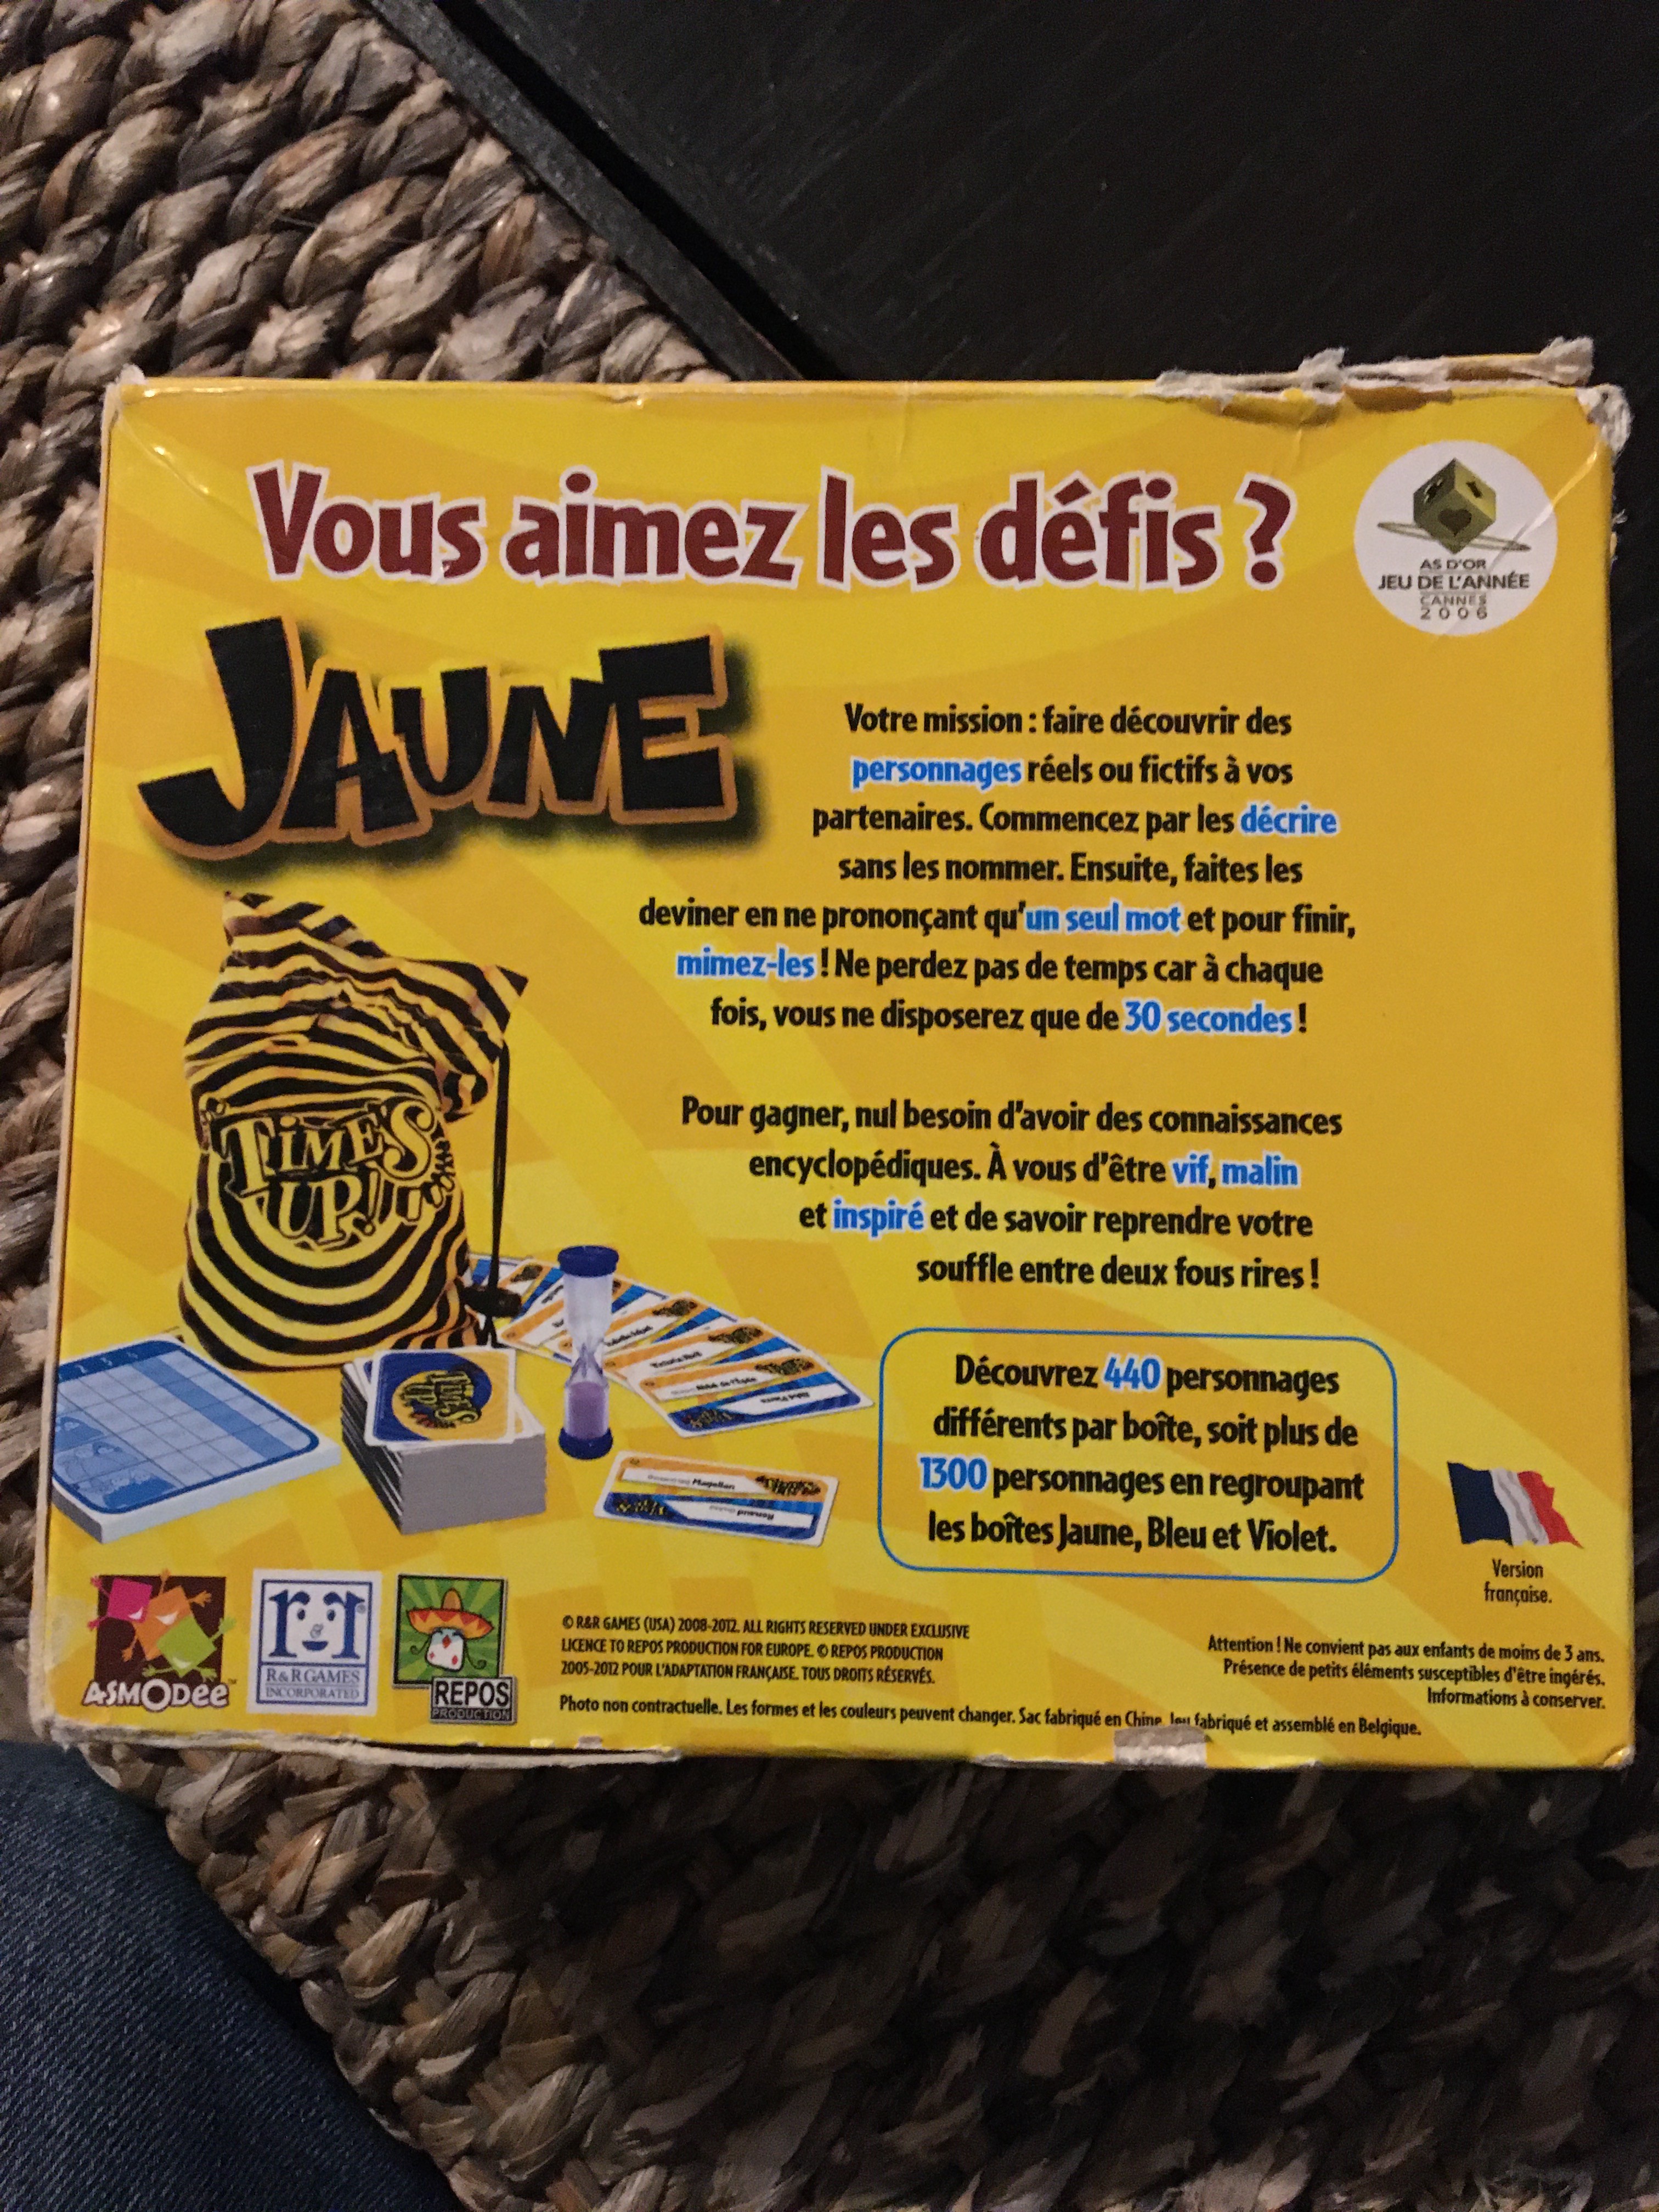 Vous aimez les défis ?
AS D'OR
JEU DE L'ANNÉE
CANNES
2006
JAUNE
Votre mission : faire découvrir des
personnages réels ou fictifs à vos
partenaires. Commencez par les décrire
sans les nommer. Ensuite, faites les
deviner en ne prononçant qu'un seul mot et pour finir,
mimez-les ! Ne perdez pas de temps car à chaque
fois, vous ne disposerez que de 30 secondes !
Pour gagner, nul besoin d'avoir des connaissances
encyclopédiques. À vous d'être vif, malin
et inspiré et de savoir reprendre votre
souffle entre deux fous rires !
TIME'S
UP!
TIME'S
UP!
Magellan
Renaud
Découvrez 440 personnages
différents par boîte, soit plus de
1300 personnages en regroupant
les boîtes Jaune, Bleu et Violet.
Version
française.
ASMODee™
r&r®
R&R GAMES
INCORPORATED
REPOS
PRODUCTION
© R&R GAMES (USA) 2008-2012. ALL RIGHTS RESERVED UNDER EXCLUSIVE
LICENCE TO REPOS PRODUCTION FOR EUROPE. © REPOS PRODUCTION
2005-2012 POUR L'ADAPTATION FRANÇAISE. TOUS DROITS RÉSERVÉS.
Photo non contractuelle. Les formes et les couleurs peuvent changer. Sac fabriqué en Chine. Jeu fabriqué et assemblé en Belgique.
Attention ! Ne convient pas aux enfants de moins de 3 ans.
Présence de petits éléments susceptibles d'être ingérés.
Informations à conserver.